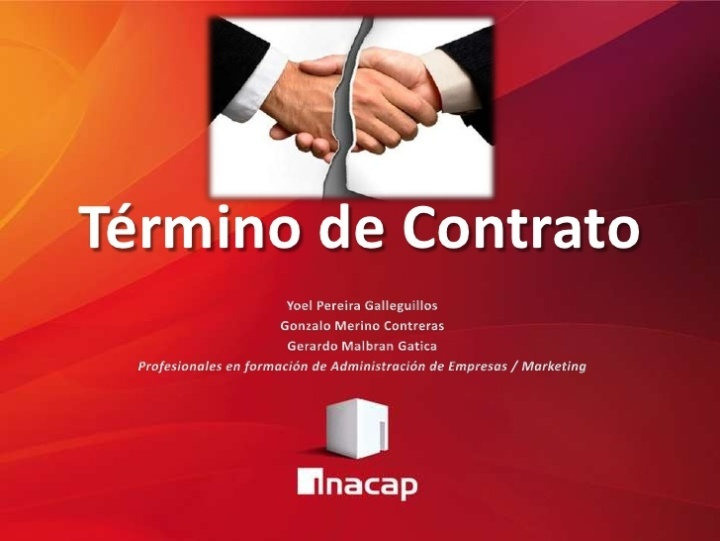 Término de Contrato
Yoel Pereira Galleguillos
Gonzalo Merino Contreras
Gerardo Malbran Gatica
Profesionales en formación de Administración de Empresas / Marketing
Inacap